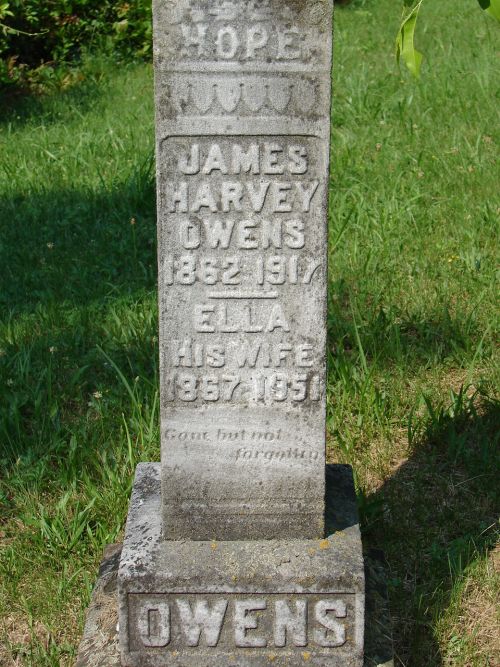 HOPE
JAMES
HARVEY
OWENS
1862 1917
ELLA
HIS WIFE
1867 1951
Gone, but not
forgotten
OWENS